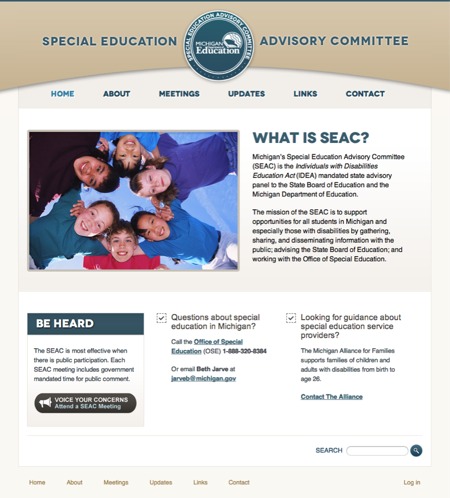 SPECIAL EDUCATION
SPECIAL EDUCATION ADVISORY COMMITTEE
MICHIGAN
Education
ADVISORY COMMITTEE
HOME ABOUT MEETINGS UPDATES LINKS CONTACT
WHAT IS SEAC?
Michigan's Special Education Advisory Committee
(SEAC) is the Individuals with Disabilities
Education Act (IDEA) mandated state advisory
panel to the State Board of Education and the
Michigan Department of Education.
The mission of the SEAC is to support
opportunities for all students in Michigan and
especially those with disabilities by gathering,
sharing, and disseminating information with the
public; advising the State Board of Education; and
working with the Office of Special Education.
BE HEARD
The SEAC is most effective when
there is public participation. Each
SEAC meeting includes government
mandated time for public comment.
VOICE YOUR CONCERNS
Attend a SEAC Meeting
Questions about special
education in Michigan?
Call the Office of Special
Education (OSE) 1-888-320-8384
Or email Beth Jarve at
jarveb@michigan.gov
Looking for guidance about
special education service
providers?
The Michigan Alliance for Families
supports families of children and
adults with disabilities from birth to
age 26.
Contact The Alliance
SEARCH
Home About Meetings Updates Links Contact Log in